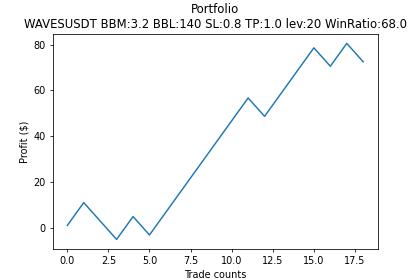 Portfolio
WAVESUSDT BBM:3.2 BBL:140 SL:0.8 TP:1.0 lev:20 WinRatio:68.0
80
60
40
20
0
Profit ($)
0.0 2.5 5.0 7.5 10.0 12.5 15.0 17.5
Trade counts